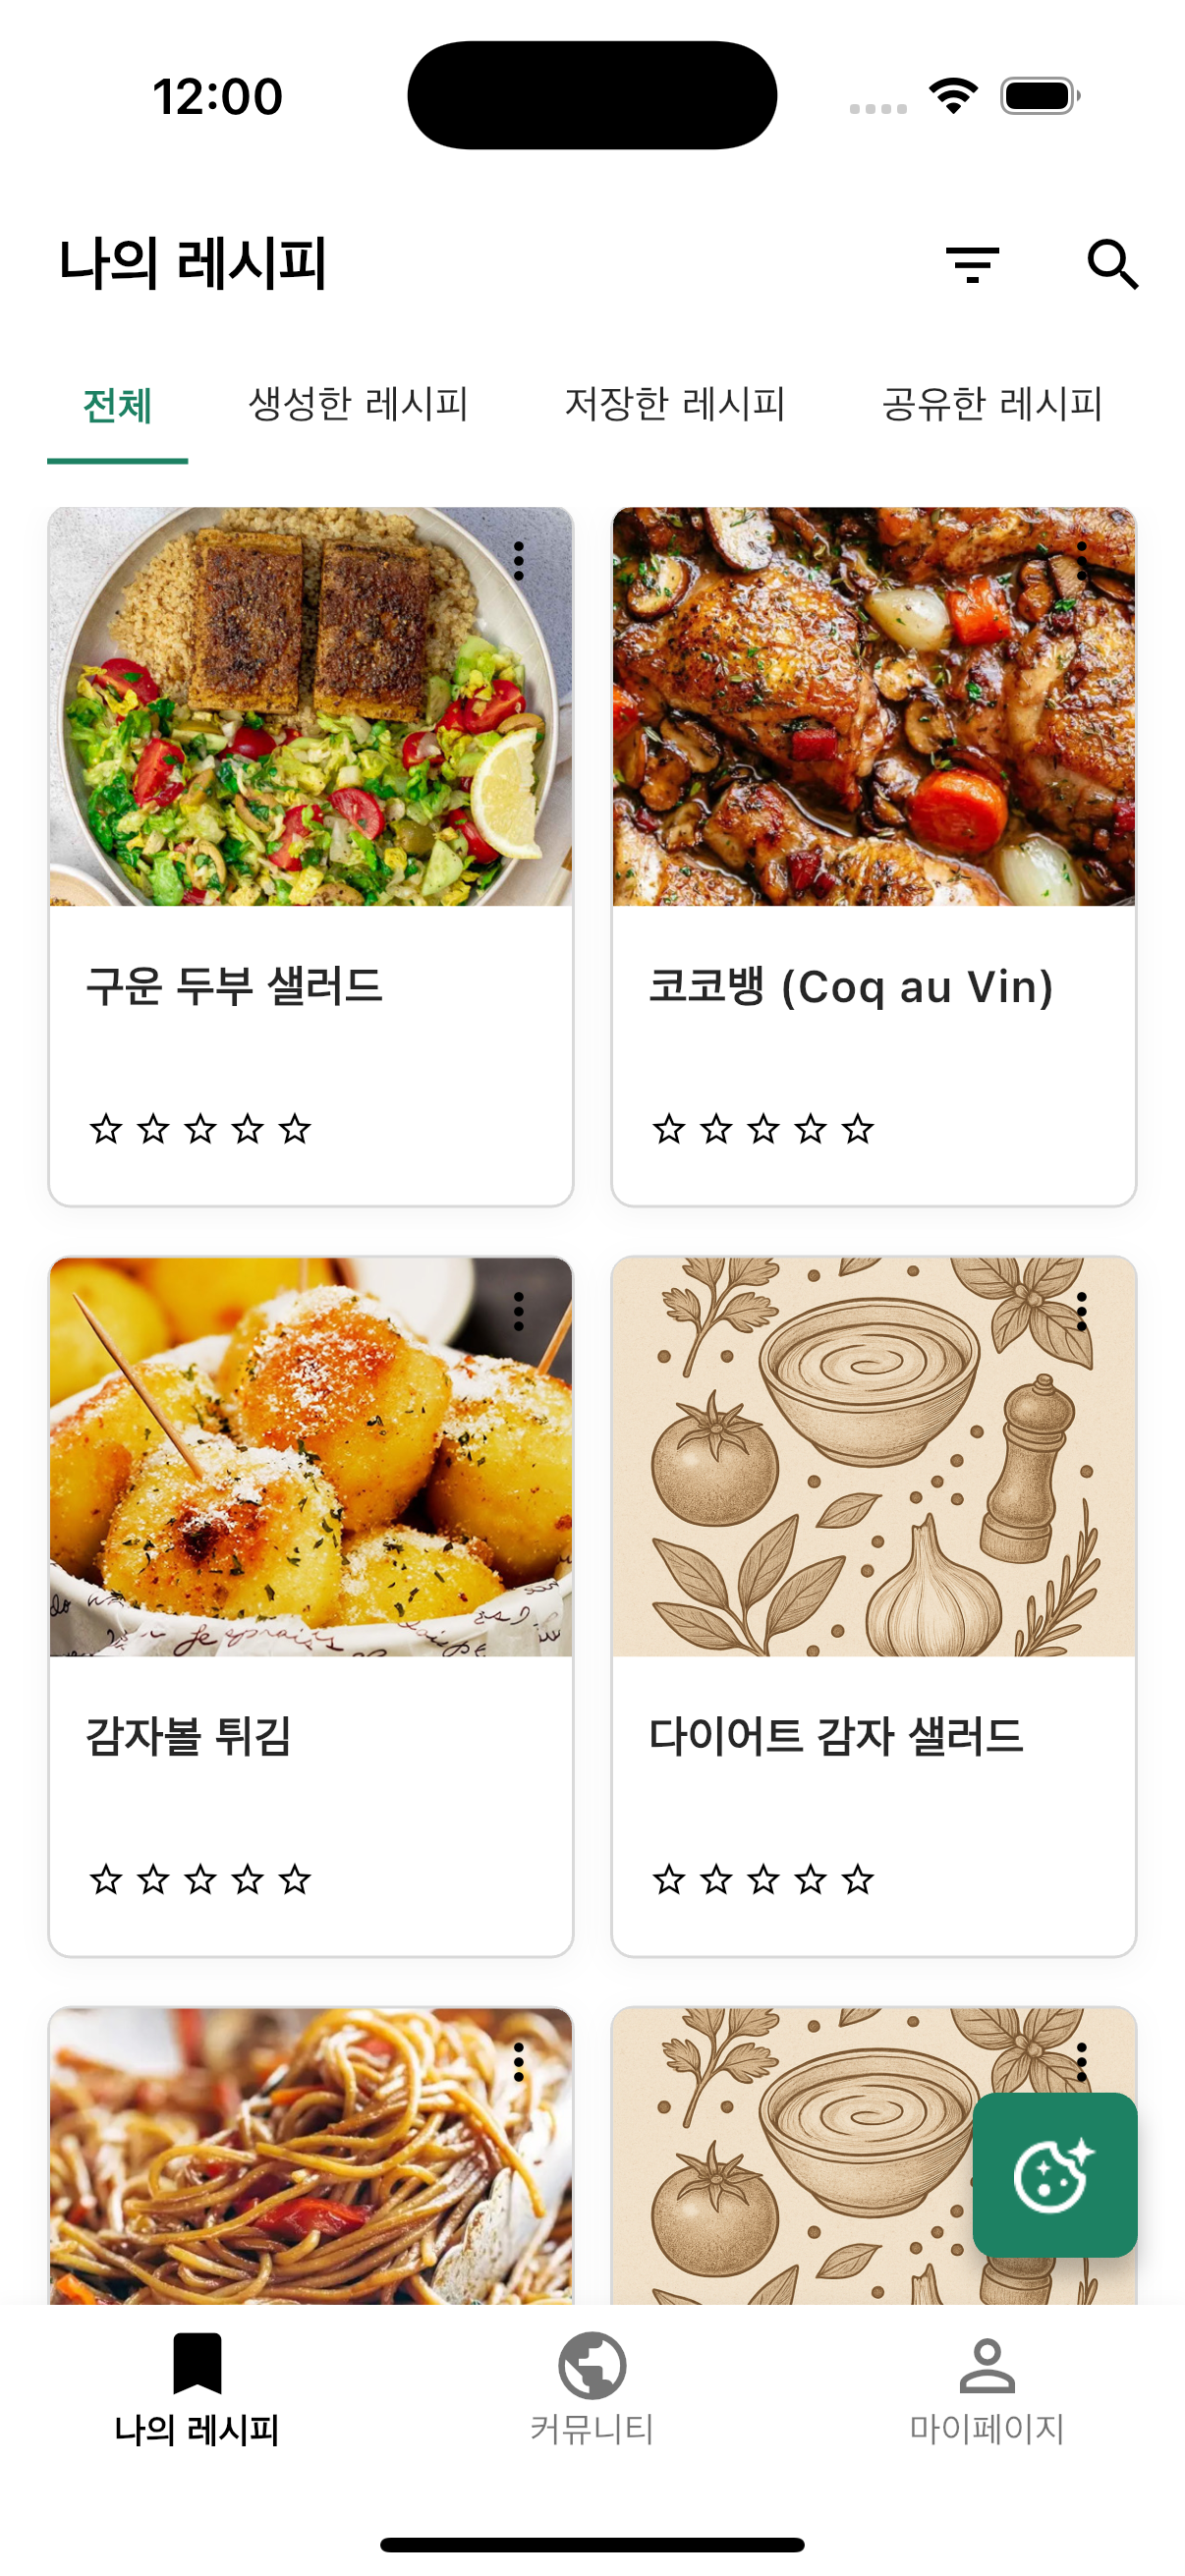 12:00
나의 레시피
전체 생성한 레시피 저장한 레시피 공유한 레시피
구운 두부 샐러드
코코뱅 (Coq au Vin)
감자볼 튀김
다이어트 감자 샐러드
나의 레시피 커뮤니티 마이페이지